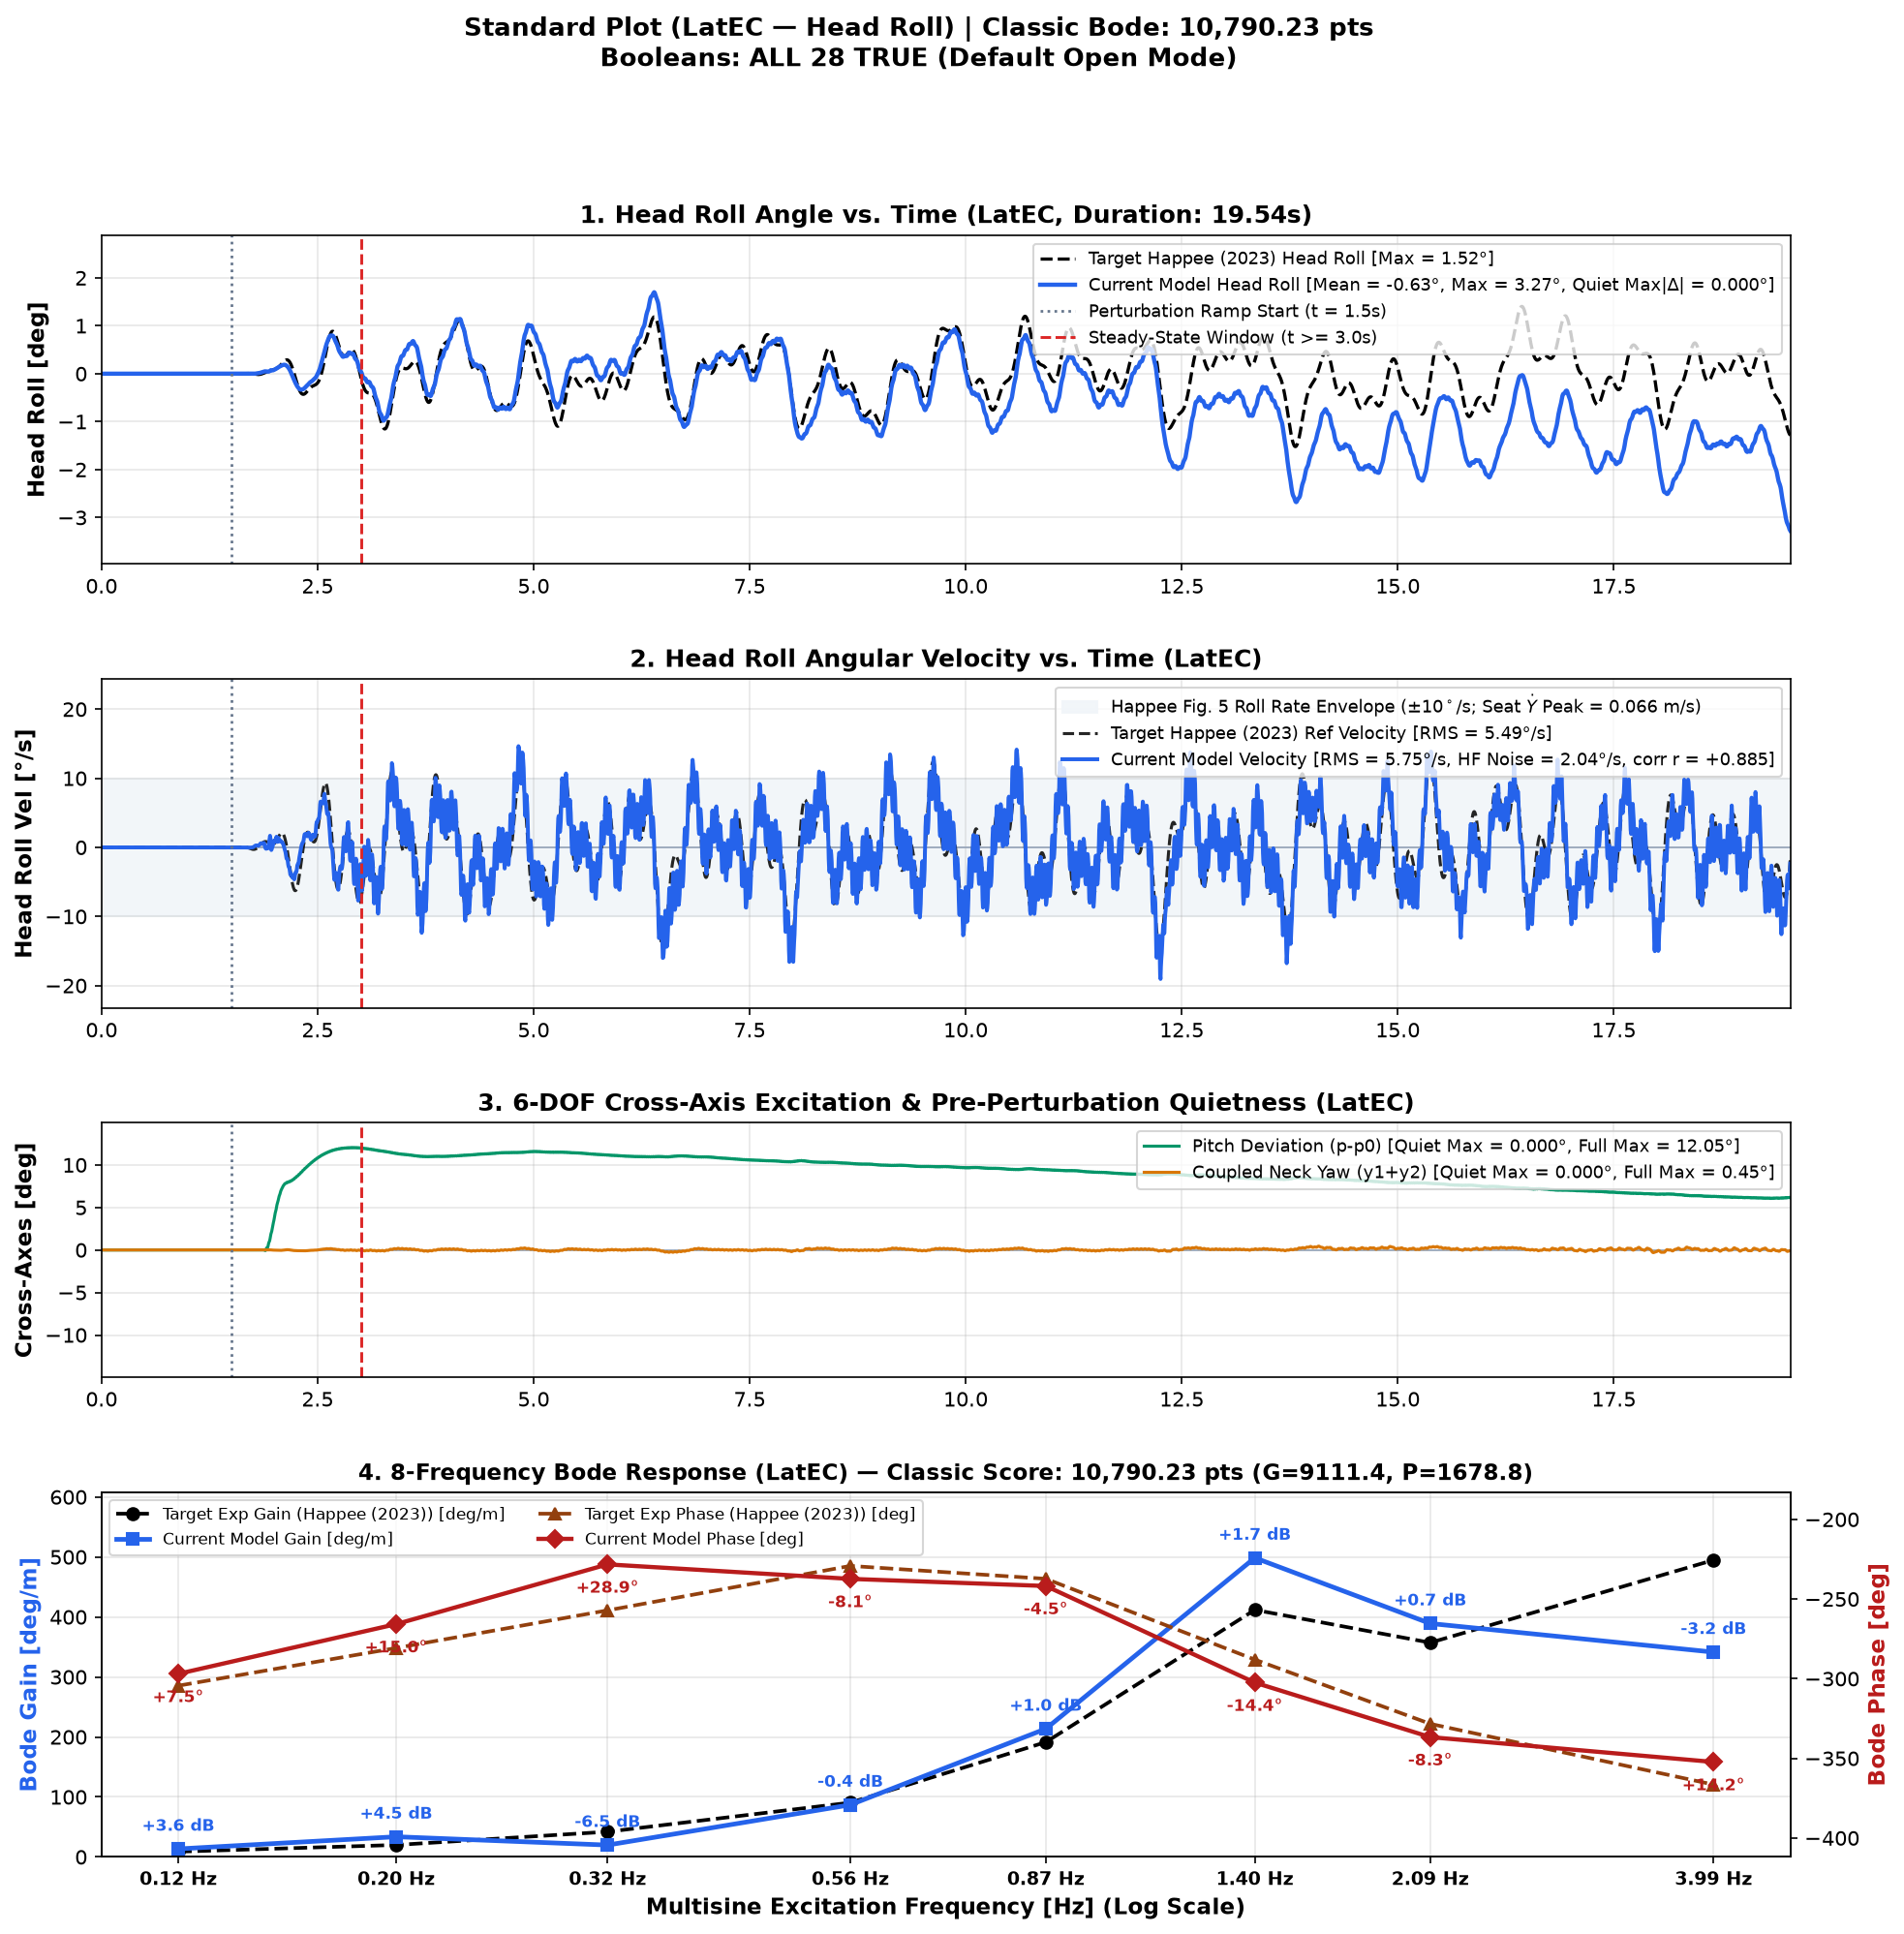 Standard Plot (LatEC — Head Roll) | Classic Bode: 10,790.23 pts
Booleans: ALL 28 TRUE (Default Open Mode)
1. Head Roll Angle vs. Time (LatEC, Duration: 19.54s)
Head Roll [deg]
2
1
0
−1
−2
−3
Target Happee (2023) Head Roll [Max = 1.52°]
Current Model Head Roll [Mean = -0.63°, Max = 3.27°, Quiet Max|Δ| = 0.000°]
Perturbation Ramp Start (t = 1.5s)
Steady-State Window (t >= 3.0s)
0.0 2.5 5.0 7.5 10.0 12.5 15.0 17.5
2. Head Roll Angular Velocity vs. Time (LatEC)
Head Roll Vel [°/s]
20
10
0
−10
−20
Happee Fig. 5 Roll Rate Envelope (±10°/s; Seat Ẏ Peak = 0.066 m/s)
Target Happee (2023) Ref Velocity [RMS = 5.49°/s]
Current Model Velocity [RMS = 5.75°/s, HF Noise = 2.04°/s, corr r = +0.885]
0.0 2.5 5.0 7.5 10.0 12.5 15.0 17.5
3. 6-DOF Cross-Axis Excitation & Pre-Perturbation Quietness (LatEC)
Cross-Axes [deg]
10
5
0
−5
−10
Pitch Deviation (p-p0) [Quiet Max = 0.000°, Full Max = 12.05°]
Coupled Neck Yaw (y1+y2) [Quiet Max = 0.000°, Full Max = 0.45°]
0.0 2.5 5.0 7.5 10.0 12.5 15.0 17.5
4. 8-Frequency Bode Response (LatEC) — Classic Score: 10,790.23 pts (G=9111.4, P=1678.8)
Bode Gain [deg/m]
600
500
400
300
200
100
0
Target Exp Gain (Happee (2023)) [deg/m]
Current Model Gain [deg/m]
Target Exp Phase (Happee (2023)) [deg]
Current Model Phase [deg]
+3.6 dB
+4.5 dB
-6.5 dB
-0.4 dB
+1.0 dB
+1.7 dB
+0.7 dB
-3.2 dB
+7.5°
+15.0°
+28.9°
-8.1°
-4.5°
-14.4°
-8.3°
+14.2°
−200
−250
−300
−350
−400
Bode Phase [deg]
0.12 Hz 0.20 Hz 0.32 Hz 0.56 Hz 0.87 Hz 1.40 Hz 2.09 Hz 3.99 Hz
Multisine Excitation Frequency [Hz] (Log Scale)